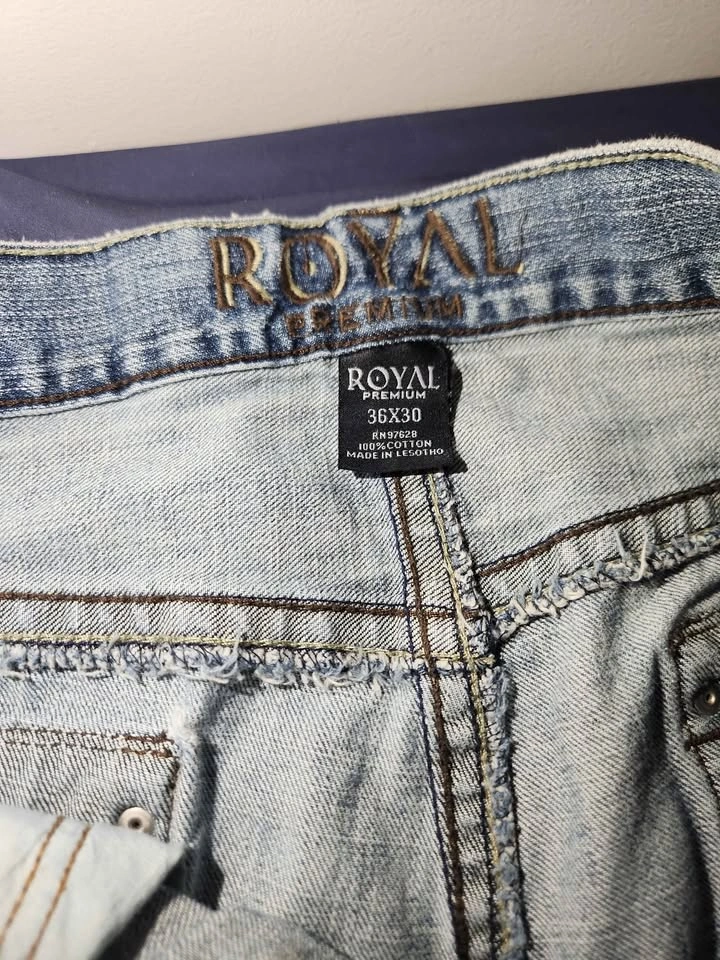 ROYAL
PREMIUM
ROYAL
PREMIUM
36X30
RN97628
100%COTTON
MADE IN LESOTHO